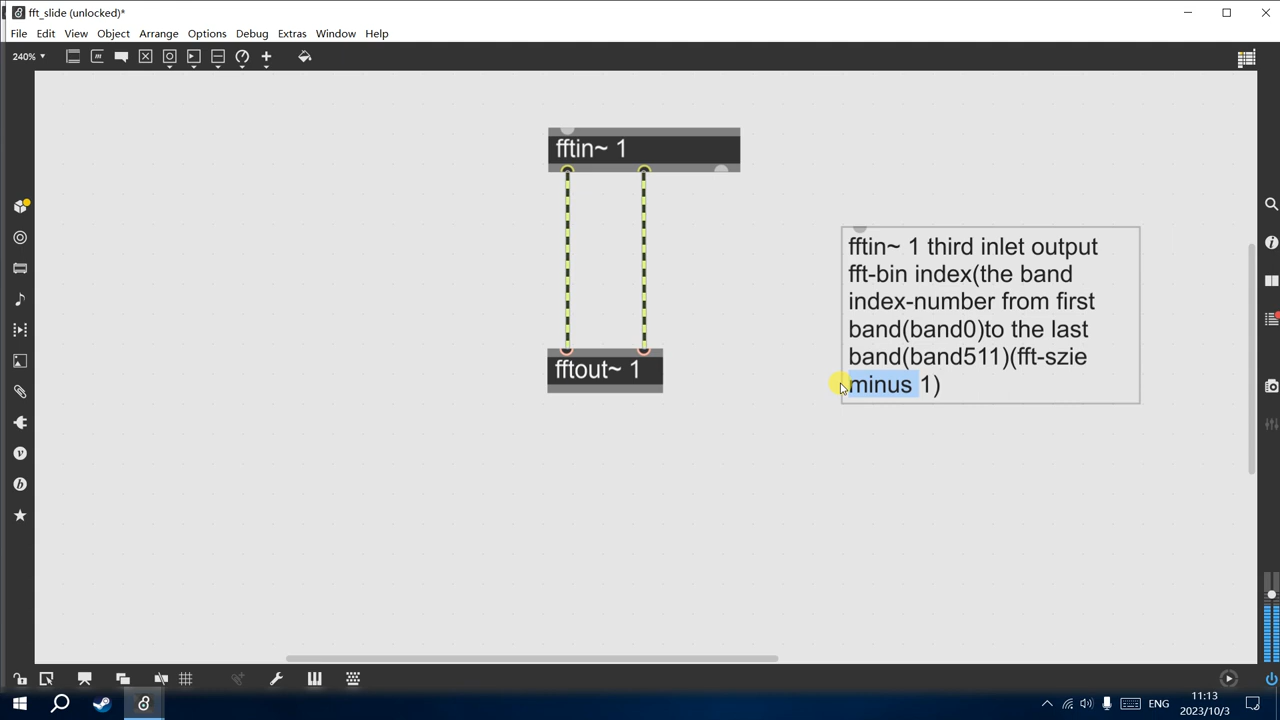 fft_slide (unlocked)*
File Edit View Object Arrange Options Debug Extras Window Help
240%
fftin~ 1
fftin~ 1 third inlet output
fft-bin index(the band
index-number from first
band(band0)to the last
band(band511)(fft-szie
minus 1)
fftout~ 1
ENG
11:13
2023/10/3